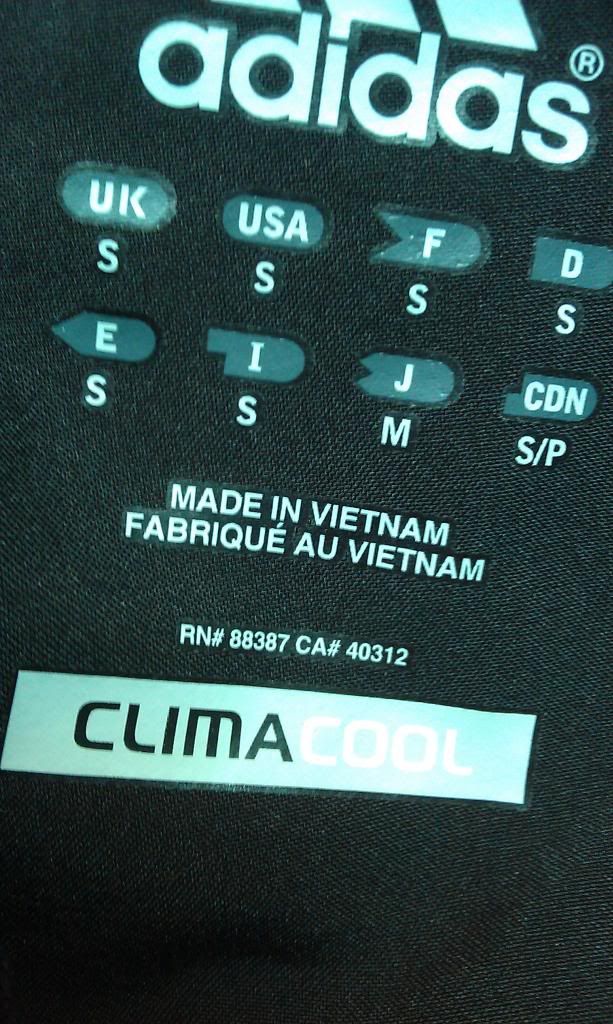 adidas®
UK USA F D
S S S S
E I J CDN
S S M S/P
MADE IN VIETNAM
FABRIQUÉ AU VIETNAM
RN# 88387 CA# 40312
CLIMACOOL